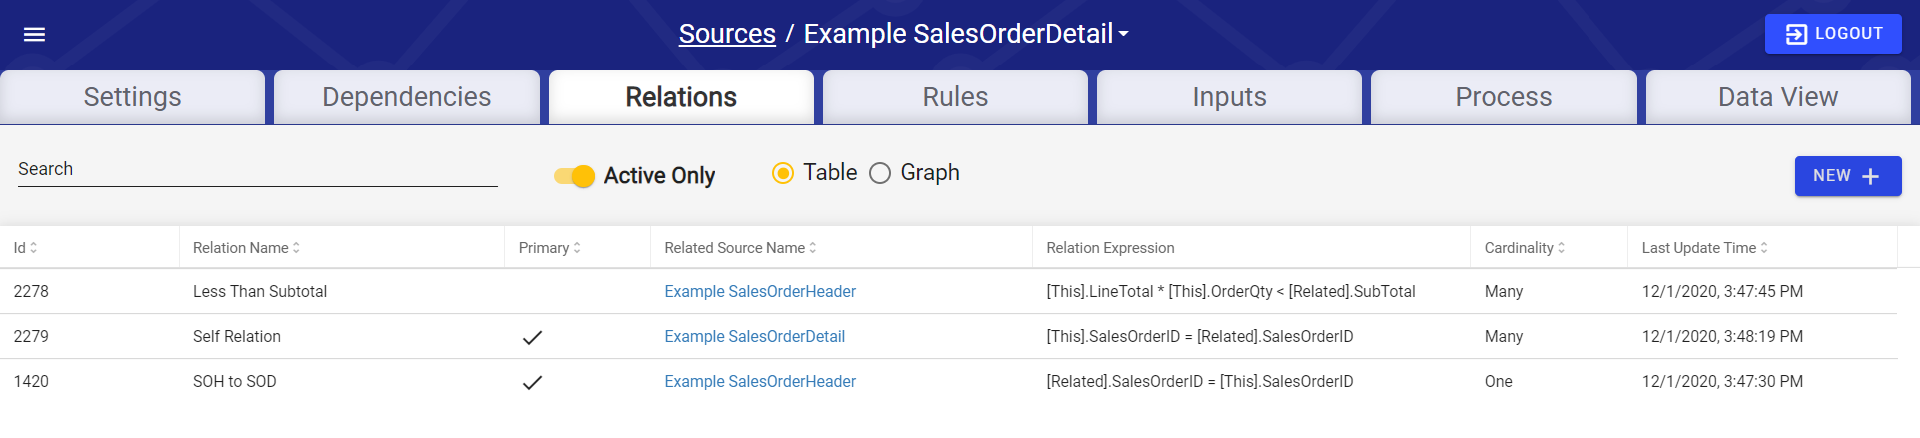 Sources / Example SalesOrderDetail
LOGOUT
Settings Dependencies Relations Rules Inputs Process Data View
Search Active Only Table Graph NEW
Id Relation Name Primary Related Source Name Relation Expression Cardinality Last Update Time
2278 Less Than Subtotal Example SalesOrderHeader [This].LineTotal * [This].OrderQty < [Related].SubTotal Many 12/1/2020, 3:47:45 PM
2279 Self Relation Example SalesOrderDetail [This].SalesOrderID = [Related].SalesOrderID Many 12/1/2020, 3:48:19 PM
1420 SOH to SOD Example SalesOrderHeader [Related].SalesOrderID = [This].SalesOrderID One 12/1/2020, 3:47:30 PM